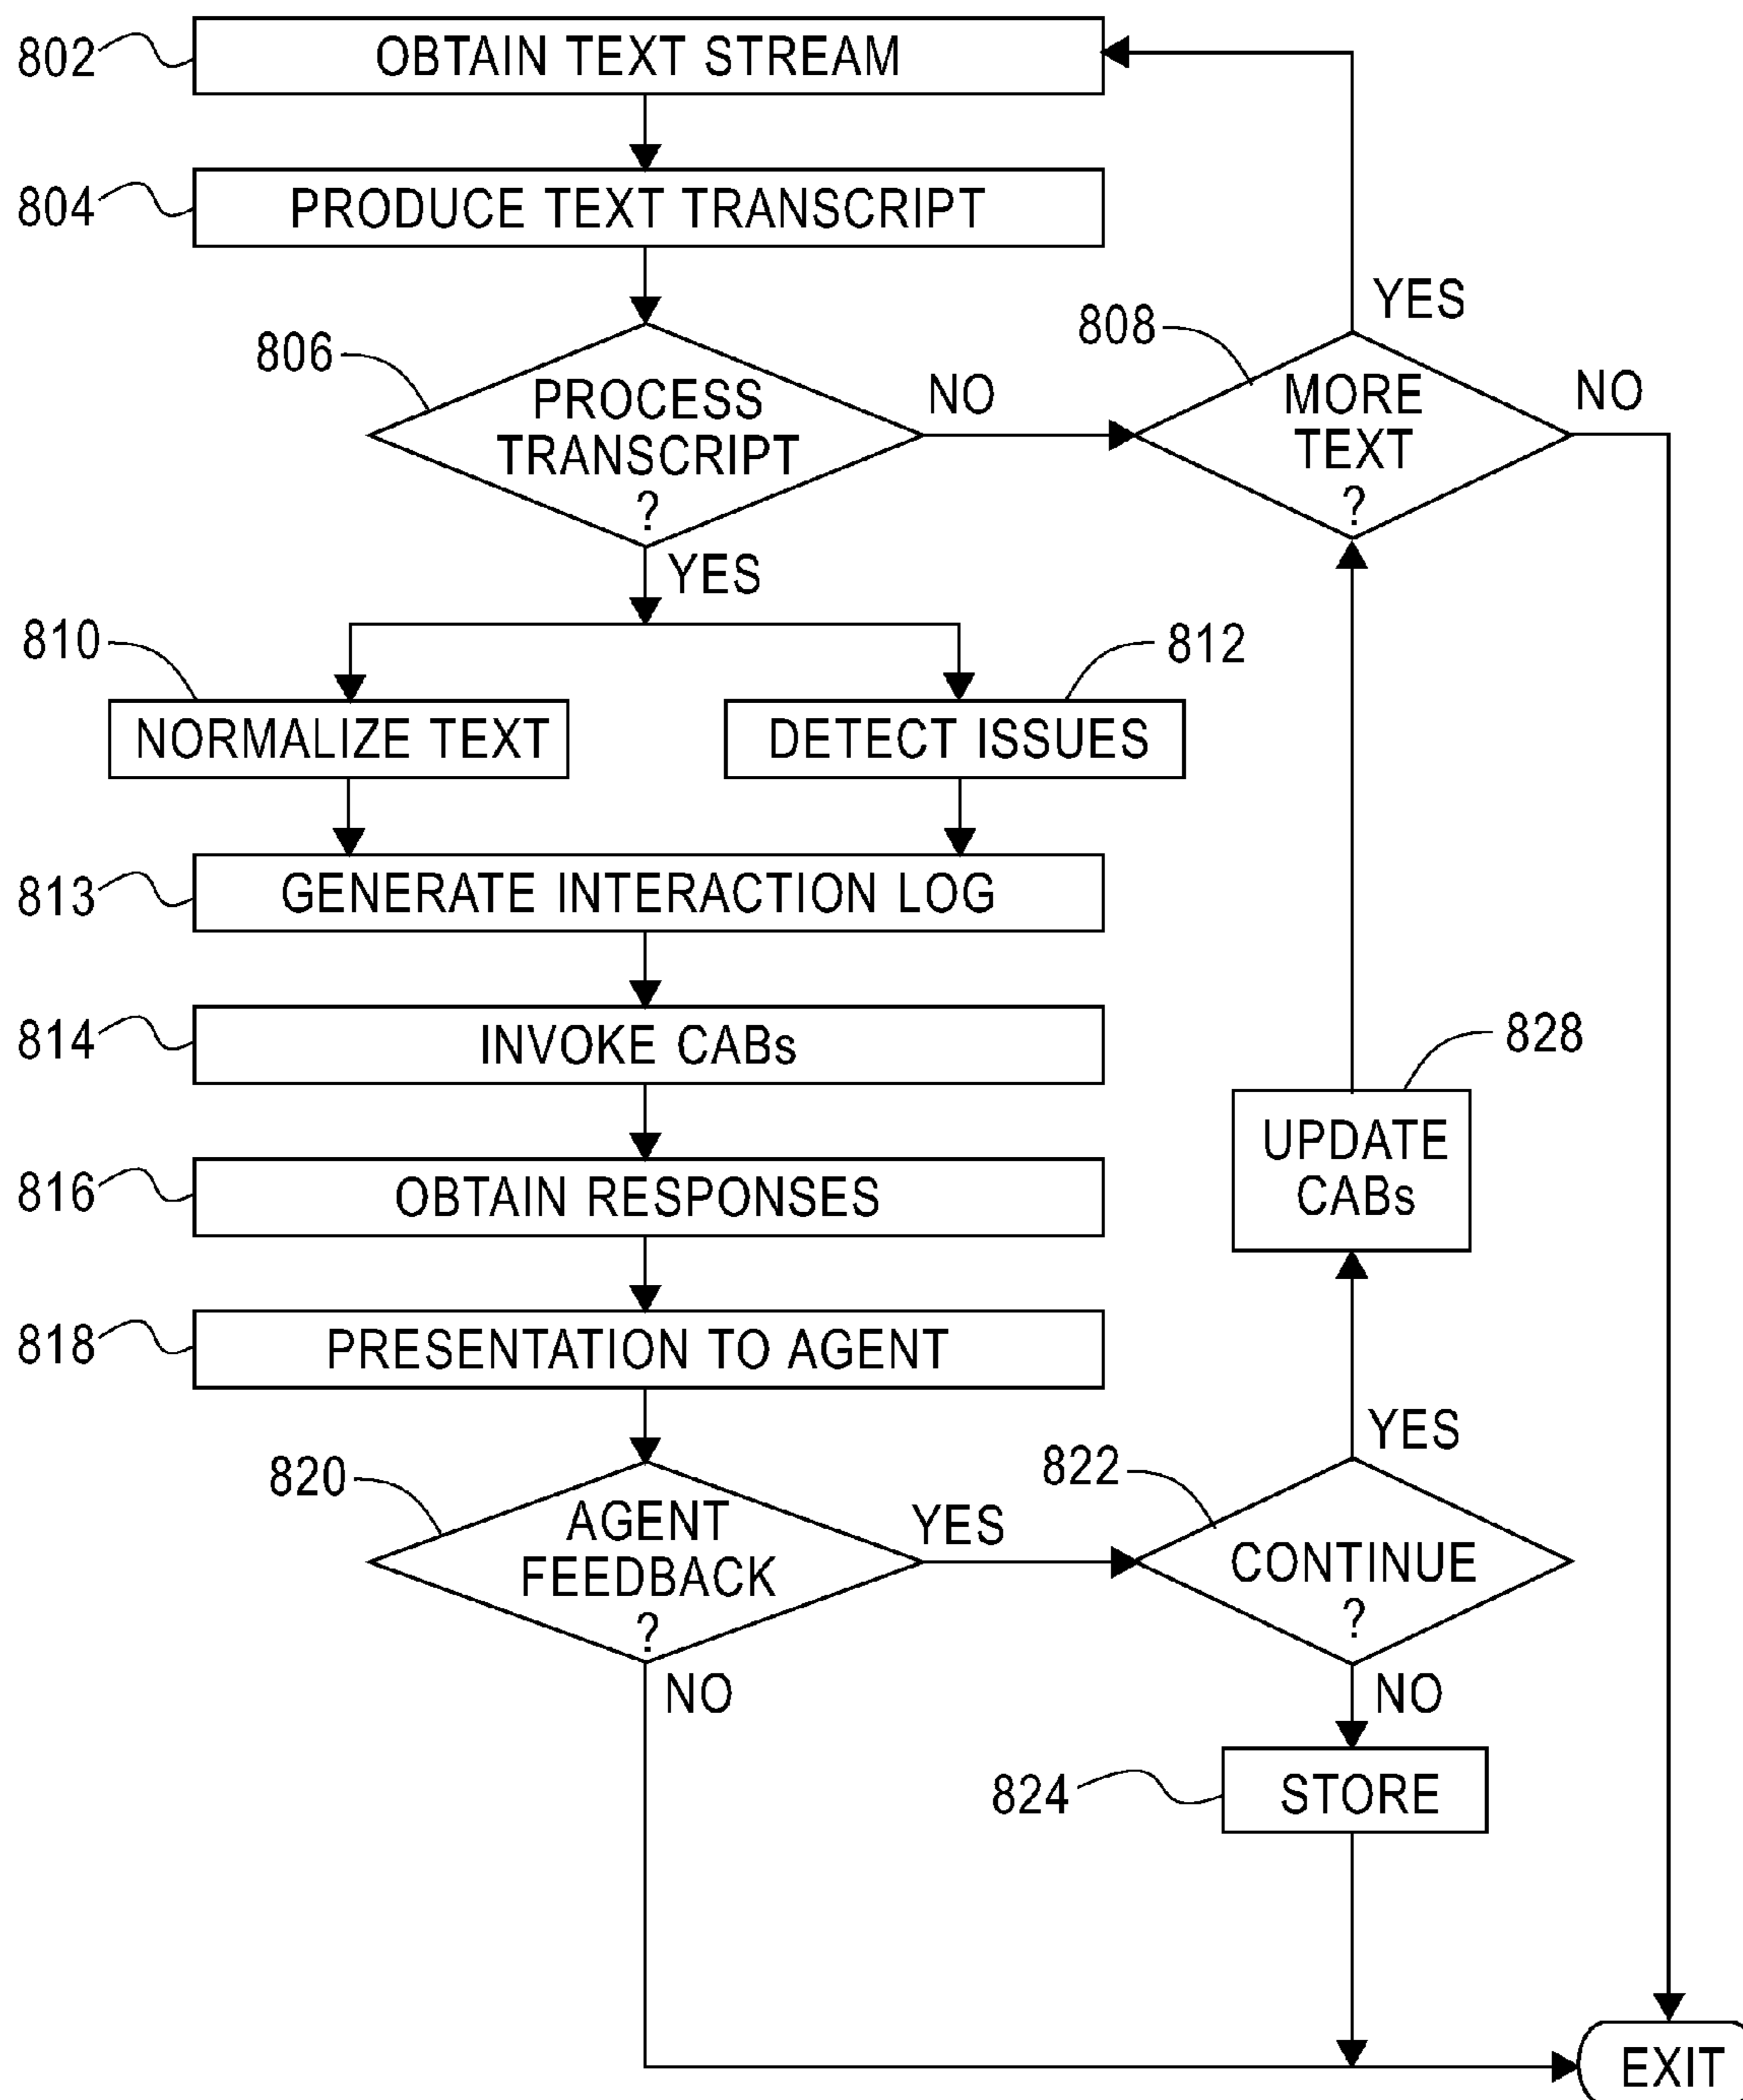 802
OBTAIN TEXT STREAM
804
PRODUCE TEXT TRANSCRIPT
806
PROCESS
TRANSCRIPT
?
NO
YES
808
MORE
TEXT
?
YES
NO
810
NORMALIZE TEXT
812
DETECT ISSUES
813
GENERATE INTERACTION LOG
814
INVOKE CABs
816
OBTAIN RESPONSES
818
PRESENTATION TO AGENT
828
UPDATE
CABs
820
AGENT
FEEDBACK
?
YES
NO
822
CONTINUE
?
YES
NO
824
STORE
EXIT